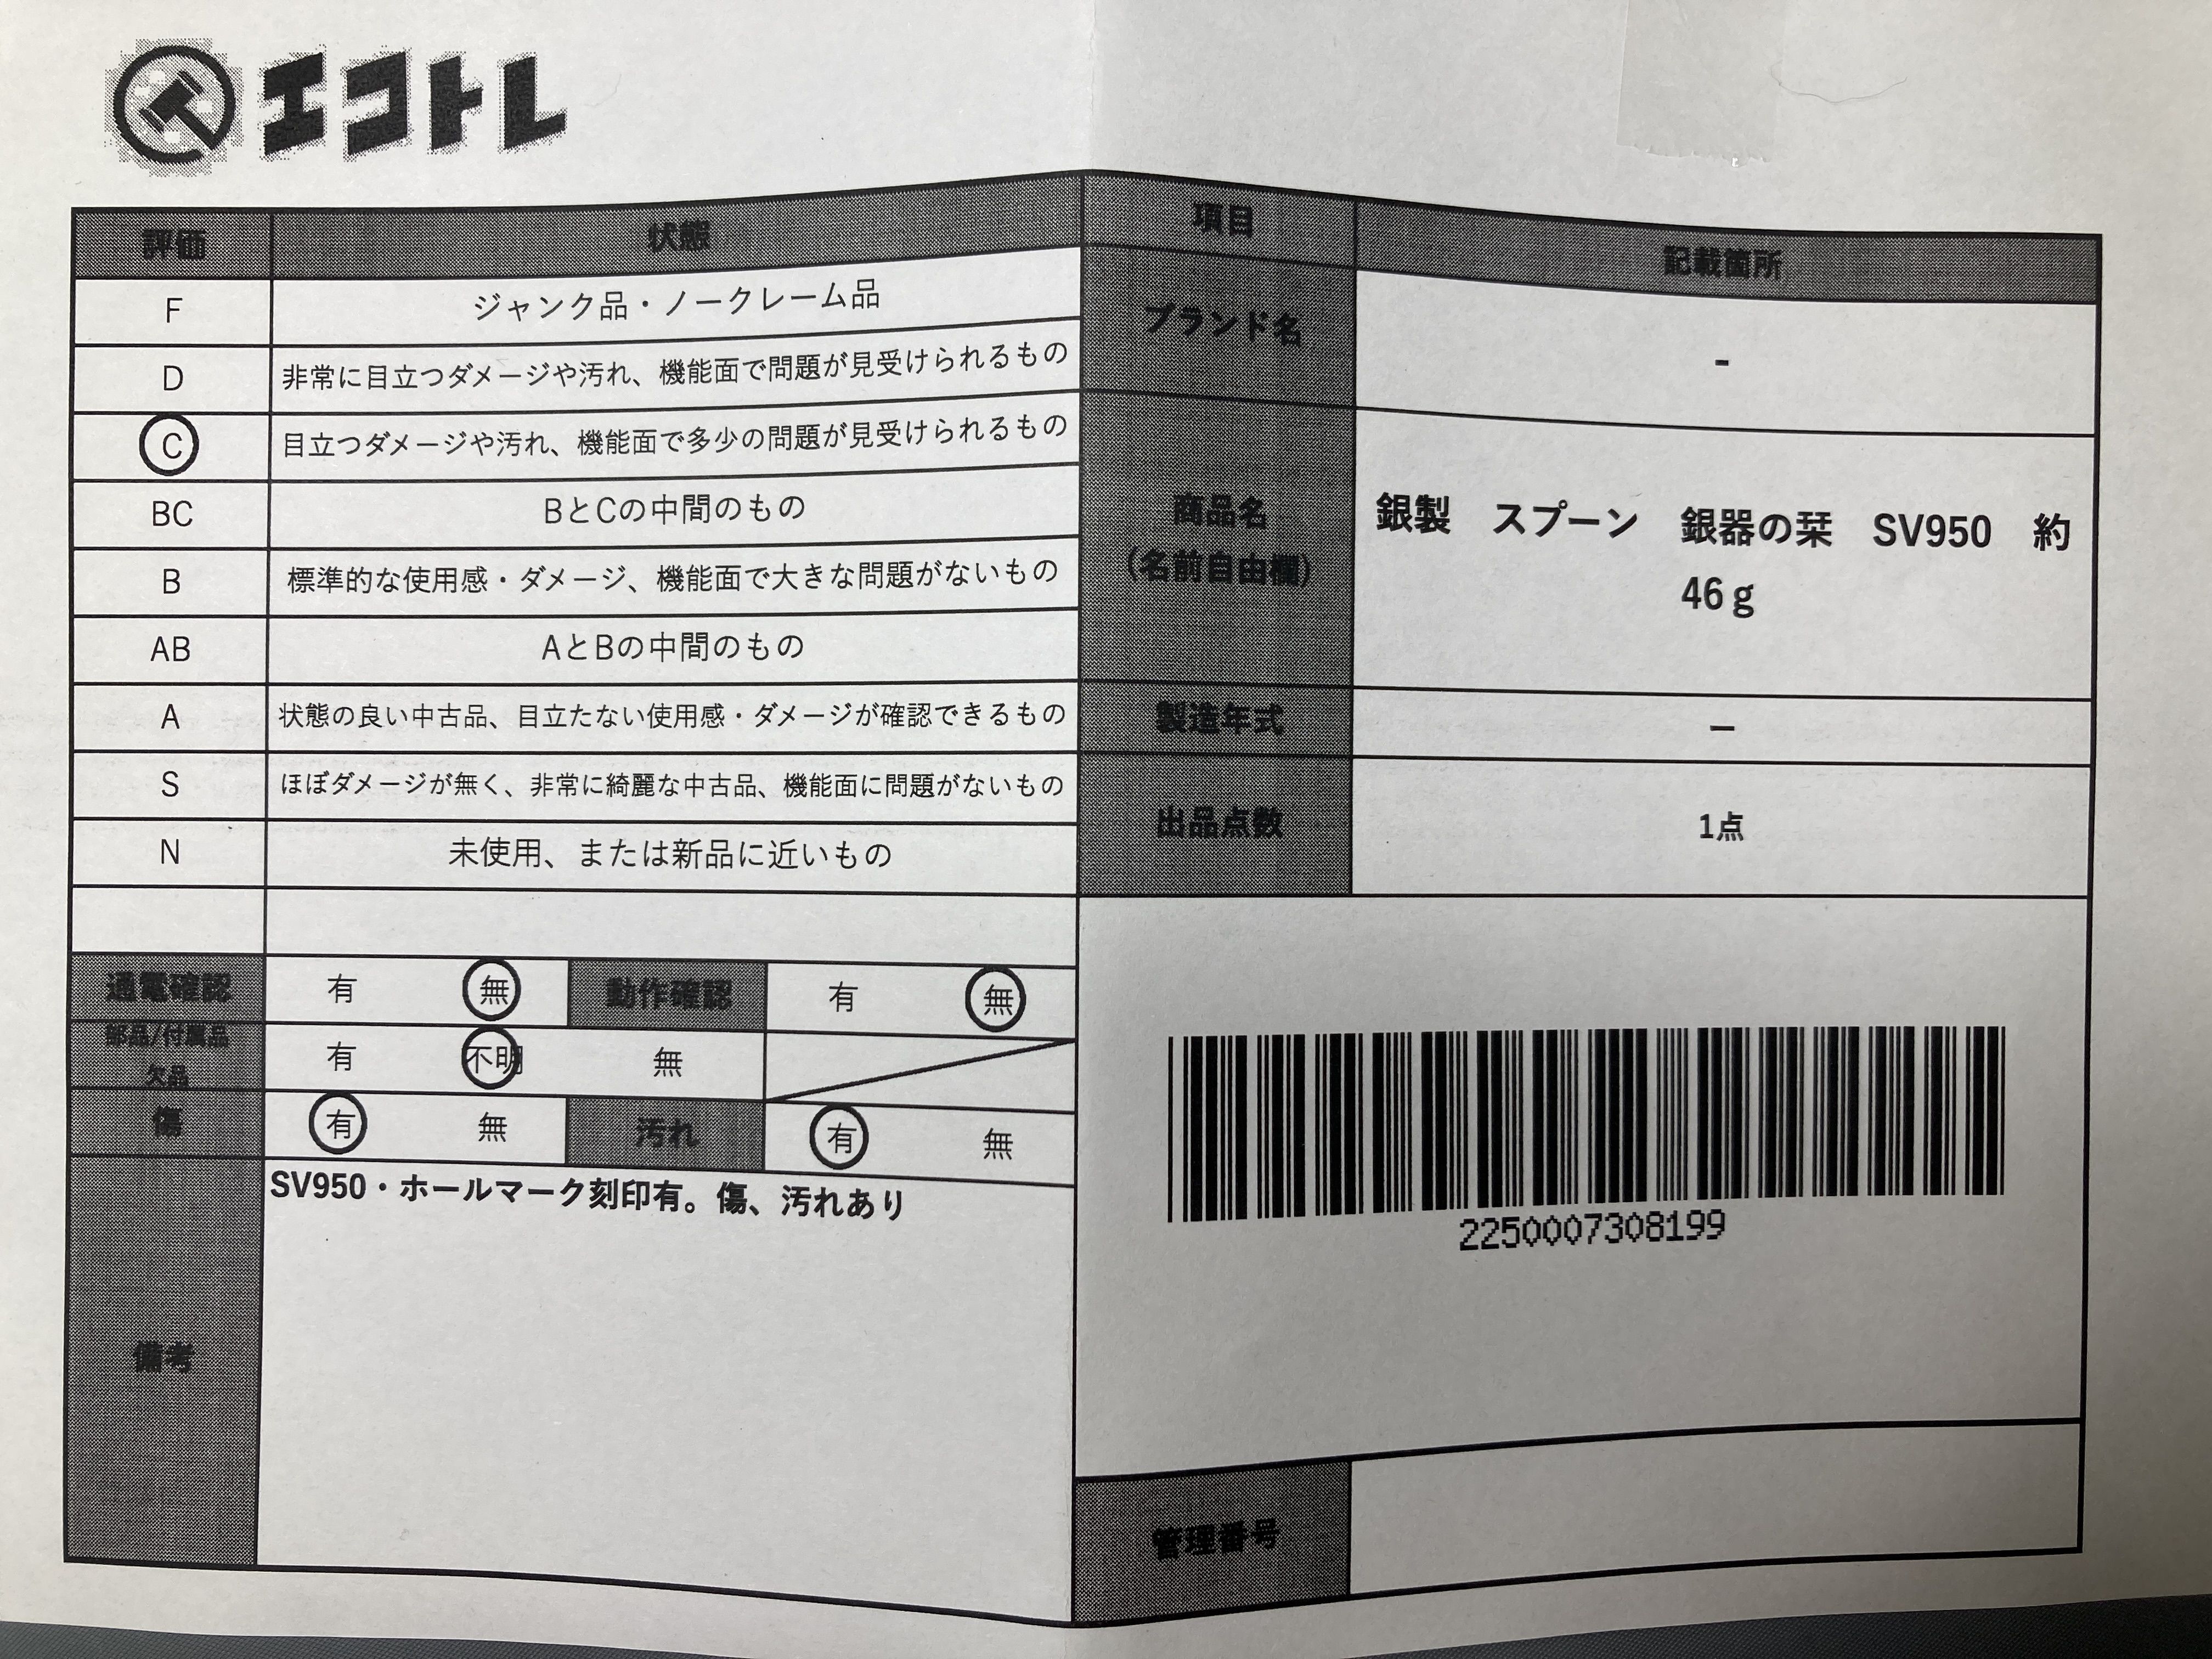 エコトレ
評価 状態
F ジャンク品・ノークレーム品
D 非常に目立つダメージや汚れ、機能面で問題が見受けられるもの
C 目立つダメージや汚れ、機能面で多少の問題が見受けられるもの
BC BとCの中間のもの
B 標準的な使用感・ダメージ、機能面で大きな問題がないもの
AB AとBの中間のもの
A 状態の良い中古品、目立たない使用感・ダメージが確認できるもの
S ほぼダメージが無く、非常に綺麗な中古品、機能面に問題がないもの
N 未使用、または新品に近いもの
通電確認 有 無 動作確認 有 無
部品/付属品
欠品 有 不明 無
傷 有 無 汚れ 有 無
備考 SV950・ホールマーク刻印有。傷、汚れあり
項目 記載箇所
ブランド名 -
商品名
(名前自由欄)
銀製 スプーン 銀器の栞 SV950 約
46g
製造年式 ー
出品点数 1点
2250007308199
管理番号